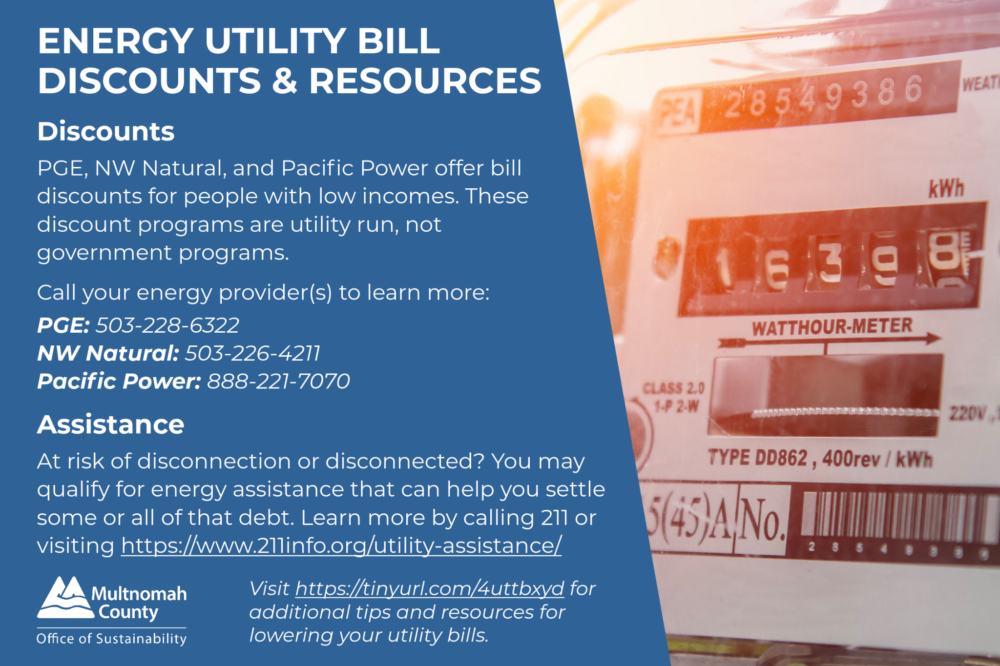 ENERGY UTILITY BILL
DISCOUNTS & RESOURCES
Discounts
PGE, NW Natural, and Pacific Power offer bill
discounts for people with low incomes. These
discount programs are utility run, not
government programs.
Call your energy provider(s) to learn more:
PGE: 503-228-6322
NW Natural: 503-226-4211
Pacific Power: 888-221-7070
Assistance
At risk of disconnection or disconnected? You may
qualify for energy assistance that can help you settle
some or all of that debt. Learn more by calling 211 or
visiting https://www.211info.org/utility-assistance/
Multnomah
County
Office of Sustainability
Visit https://tinyurl.com/4uttbxyd for
additional tips and resources for
lowering your utility bills.
PEA 28549386
kWh
16398
WATTHOUR-METER
CLASS 2.0
1-P 2-W
220V
TYPE DD862 , 400rev / kWh
5(45)A No.
2 8 5 4 9 3